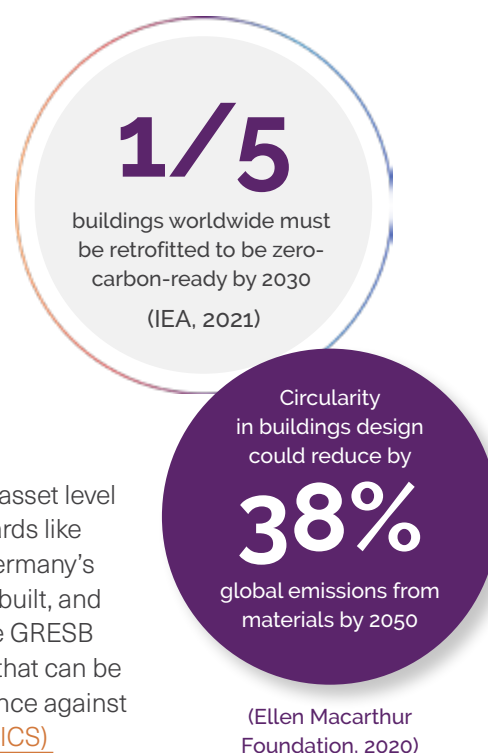 1/5
buildings worldwide must
be retrofitted to be zero-
carbon-ready by 2030
(IEA, 2021)
Circularity
in buildings design
could reduce by
38%
global emissions from
materials by 2050
(Ellen Macarthur
Foundation, 2020)
asset level
rds like
ermany’s
built, and
e GRESB
that can be
nce against
ICS)